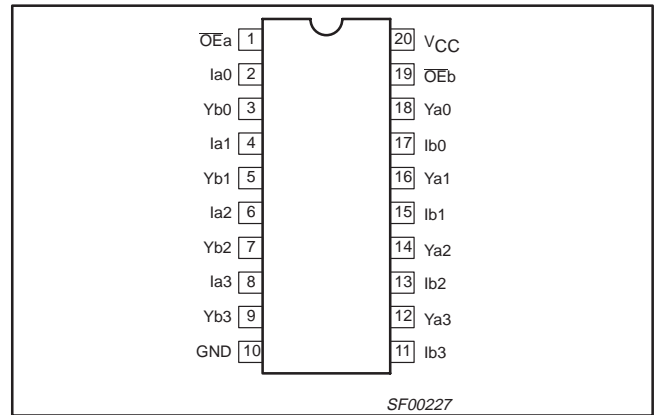 O̅E̅a 1 20 VCC
Ia0 2 19 O̅E̅b
Yb0 3 18 Ya0
Ia1 4 17 Ib0
Yb1 5 16 Ya1
Ia2 6 15 Ib1
Yb2 7 14 Ya2
Ia3 8 13 Ib2
Yb3 9 12 Ya3
GND 10 11 Ib3
SF00227